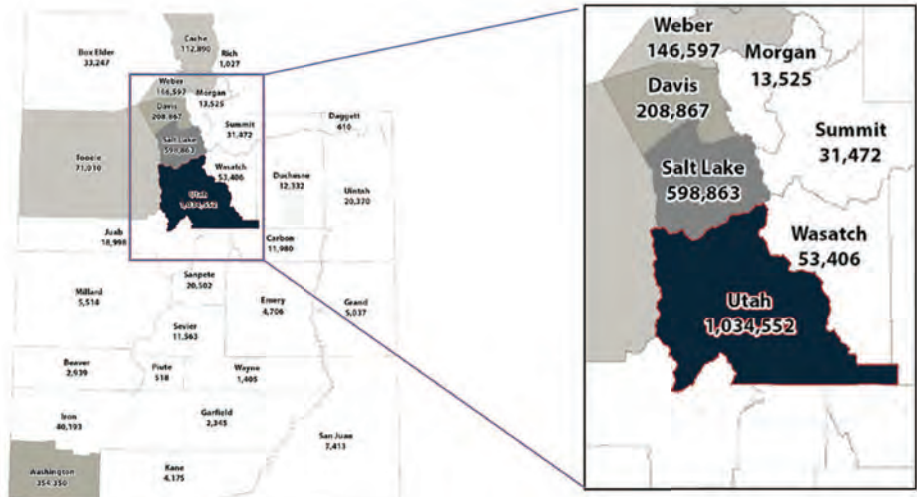 Cache
112,890
Box Elder
33,247
Rich
1,027
Weber
146,597
Morgan
13,525
Davis
208,867
Daggett
610
Summit
31,472
Salt Lake
598,863
Tooele
71,010
Wasatch
53,406
Duchesne
12,332
Uintah
20,370
Utah
1,034,552
Juab
18,998
Carbon
11,980
Sanpete
20,502
Millard
5,514
Emery
4,706
Grand
5,037
Sevier
11,563
Beaver
2,939
Piute
518
Wayne
1,405
Iron
40,193
Garfield
2,345
San Juan
7,413
Washington
354,350
Kane
4,175
Weber
146,597
Morgan
13,525
Davis
208,867
Summit
31,472
Salt Lake
598,863
Wasatch
53,406
Utah
1,034,552